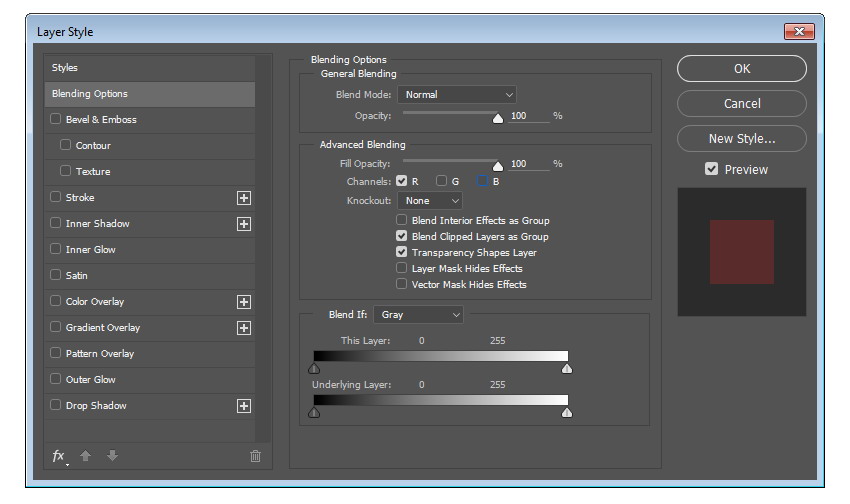 Layer Style
Styles
Blending Options
Bevel & Emboss
Contour
Texture
Stroke
Inner Shadow
Inner Glow
Satin
Color Overlay
Gradient Overlay
Pattern Overlay
Outer Glow
Drop Shadow
fx
Blending Options
General Blending
Blend Mode: Normal
Opacity: 100 %
Advanced Blending
Fill Opacity: 100 %
Channels: R G B
Knockout: None
Blend Interior Effects as Group
Blend Clipped Layers as Group
Transparency Shapes Layer
Layer Mask Hides Effects
Vector Mask Hides Effects
Blend If: Gray
This Layer: 0 255
Underlying Layer: 0 255
OK
Cancel
New Style...
Preview